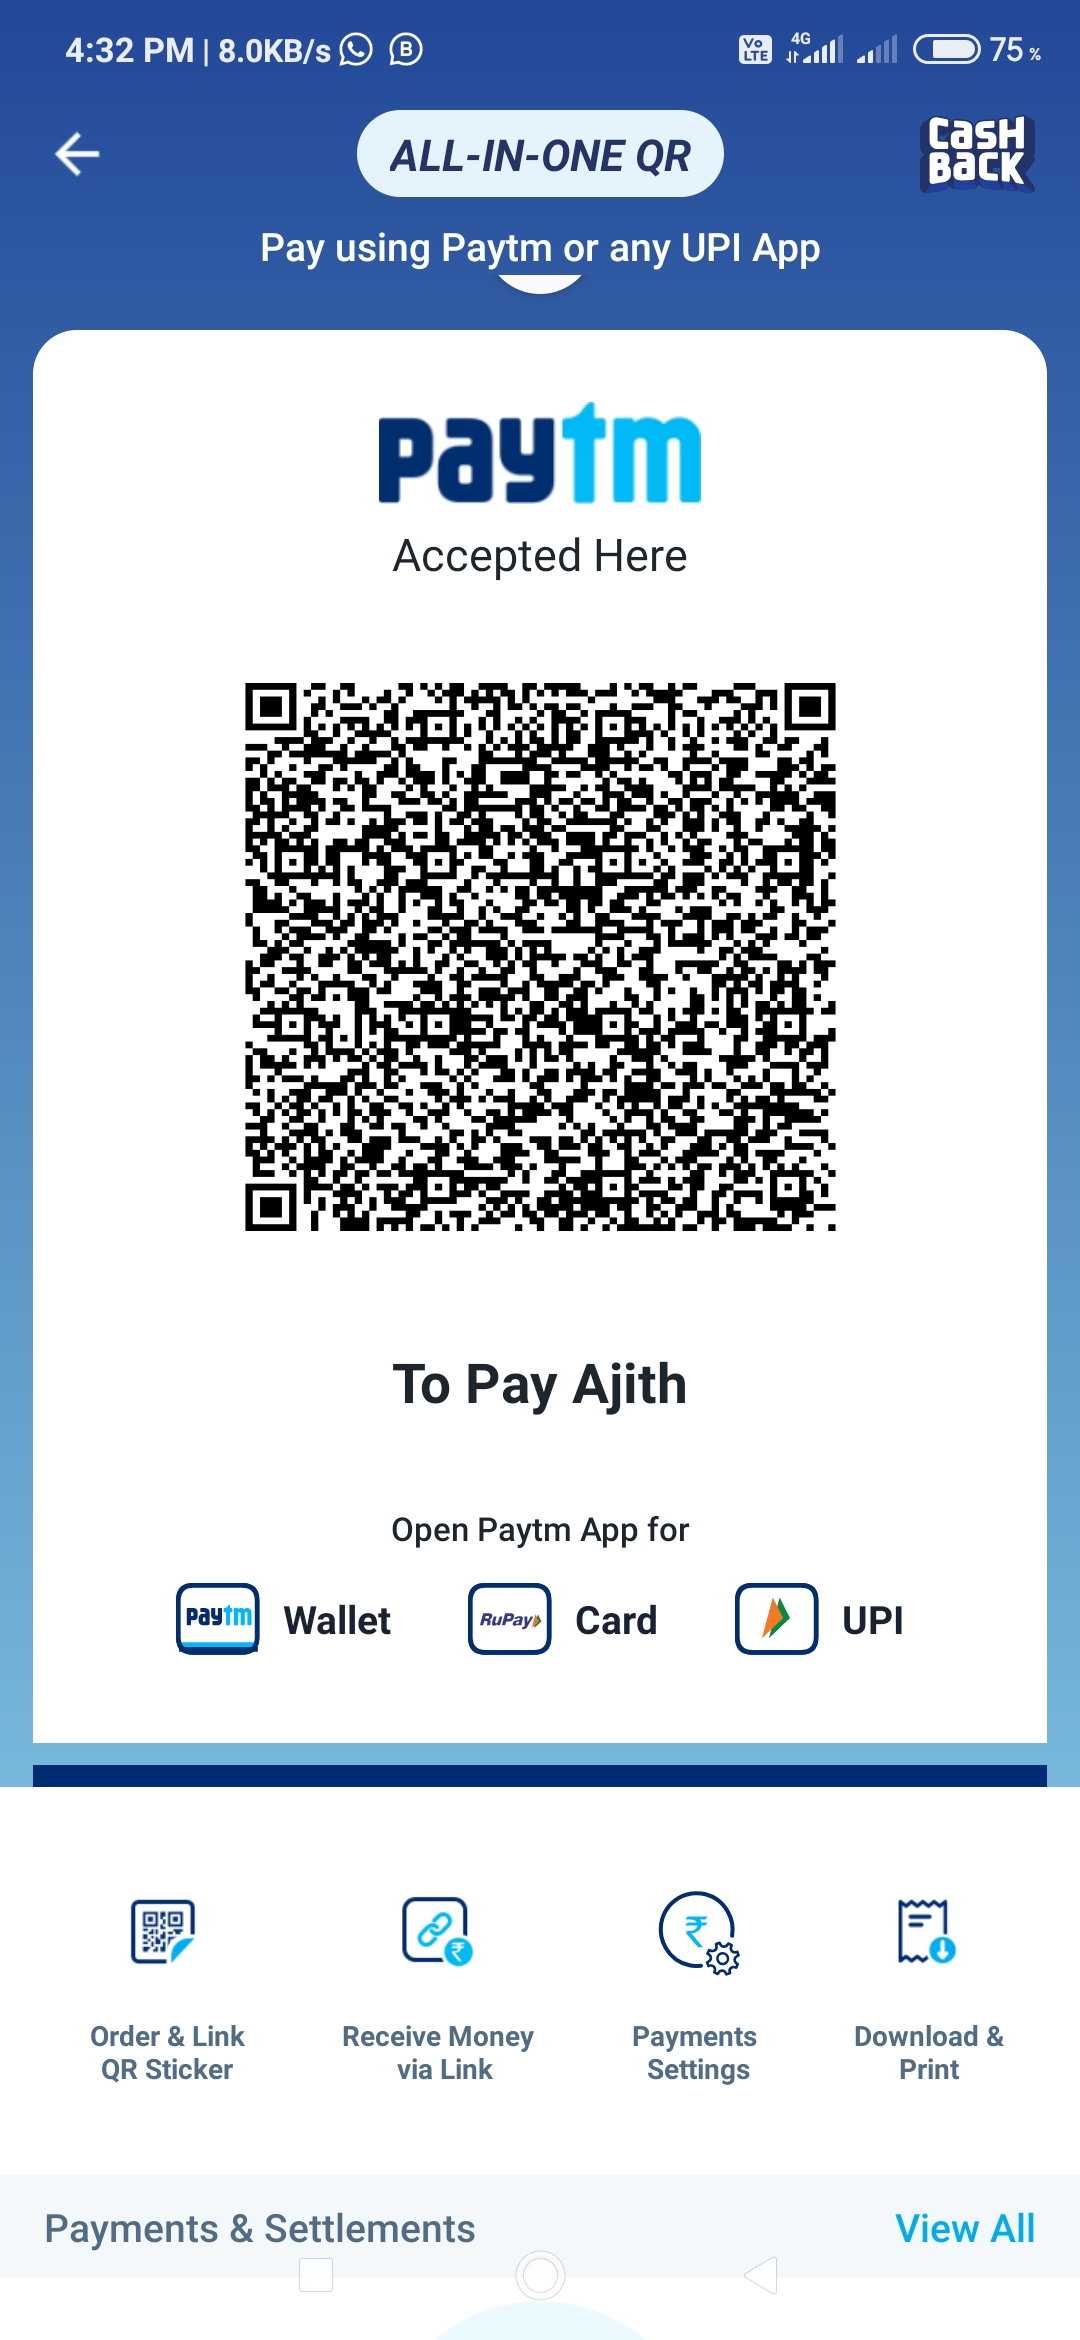 4:32 PM | 8.0KB/s B Vo LTE 4G 75 %
ALL-IN-ONE QR
CASH BACK
Pay using Paytm or any UPI App
paytm
Accepted Here
To Pay Ajith
Open Paytm App for
paytm Wallet RuPay Card UPI
Order & Link QR Sticker
Receive Money via Link
Payments Settings
Download & Print
Payments & Settlements View All